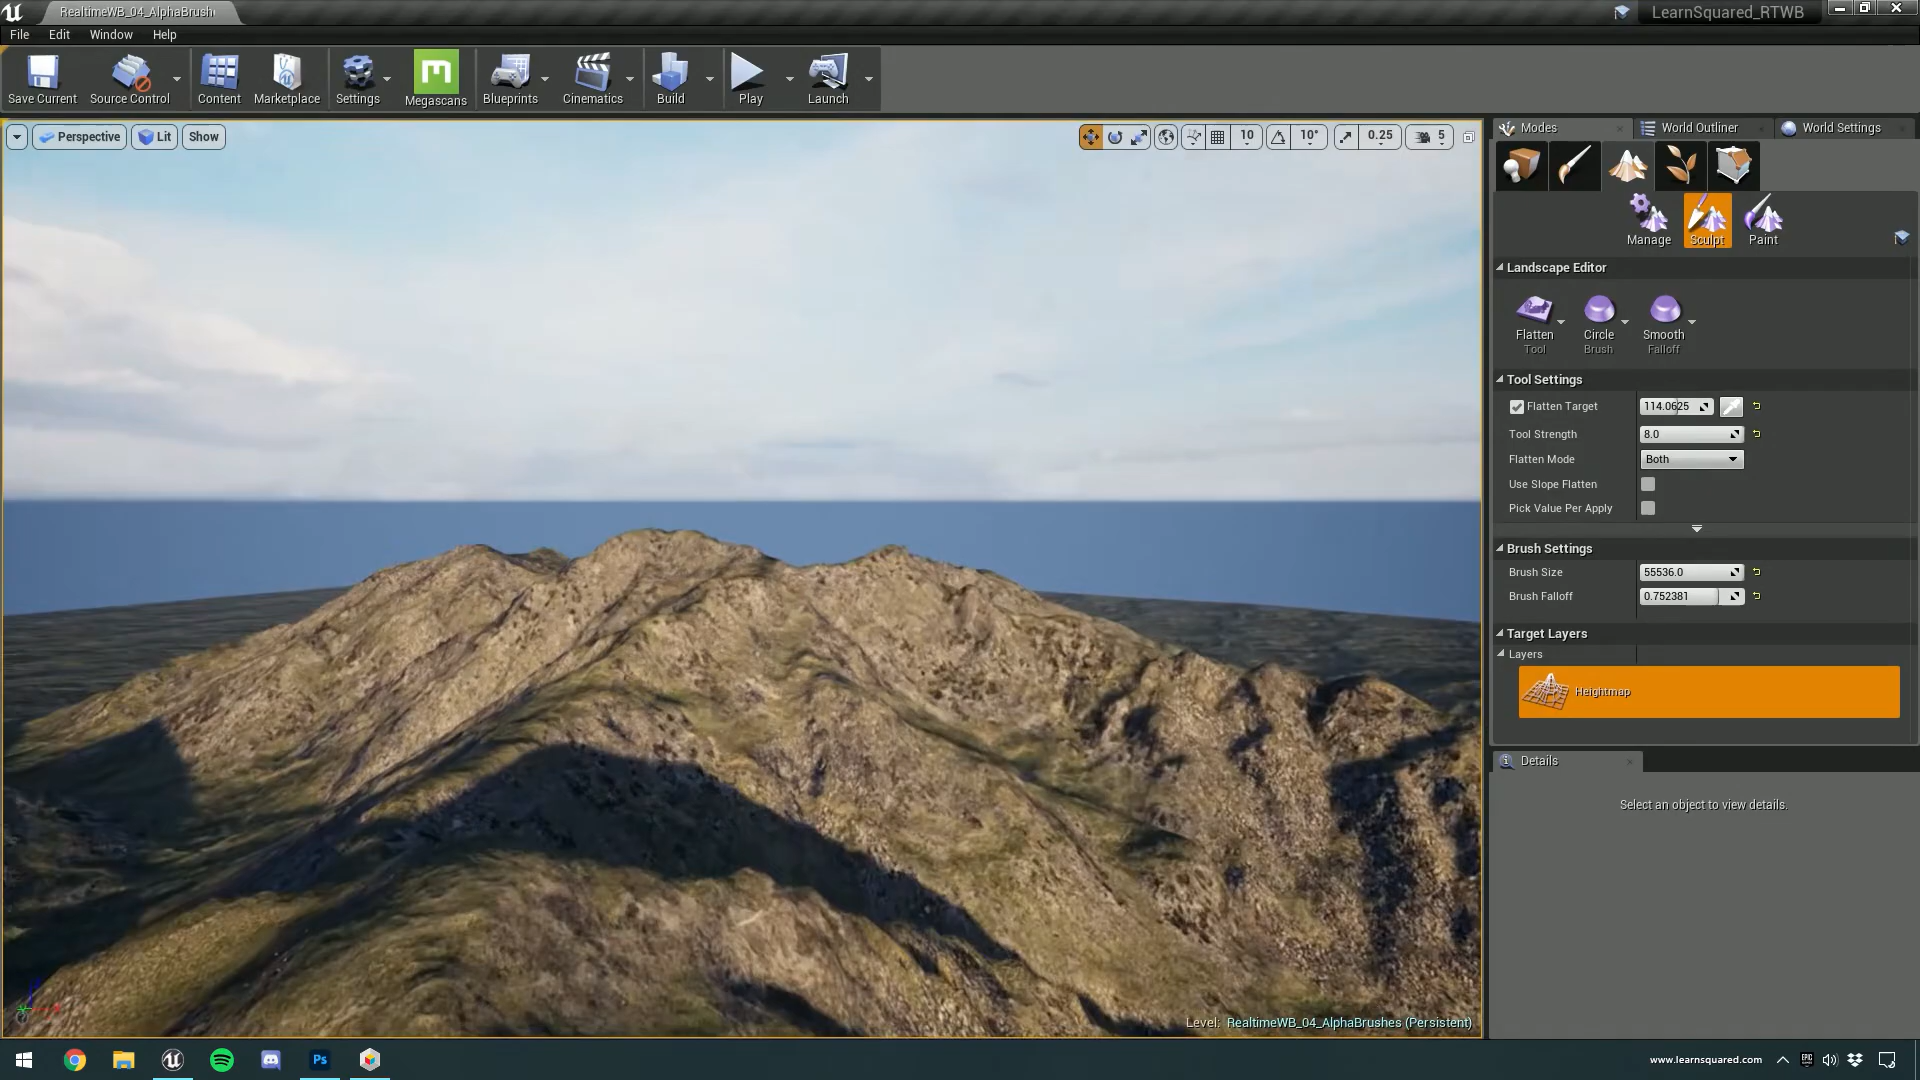 RealtimeWB_04_AlphaBrush
LearnSquared_RTWB
File Edit Window Help
Save Current Source Control Content Marketplace Settings Megascans Blueprints Cinematics Build Play Launch
Perspective Lit Show
10 10° 0.25 5
Modes World Outliner World Settings
Manage Sculpt Paint
Landscape Editor
Flatten Circle Smooth
Tool Brush Falloff
Tool Settings
Flatten Target 114.0625
Tool Strength 8.0
Flatten Mode Both
Use Slope Flatten
Pick Value Per Apply
Brush Settings
Brush Size 55536.0
Brush Falloff 0.752381
Target Layers
Layers
Heightmap
Details
Select an object to view details.
Level: RealtimeWB_04_AlphaBrushes (Persistent)
Ps
www.learnsquared.com
EPIC